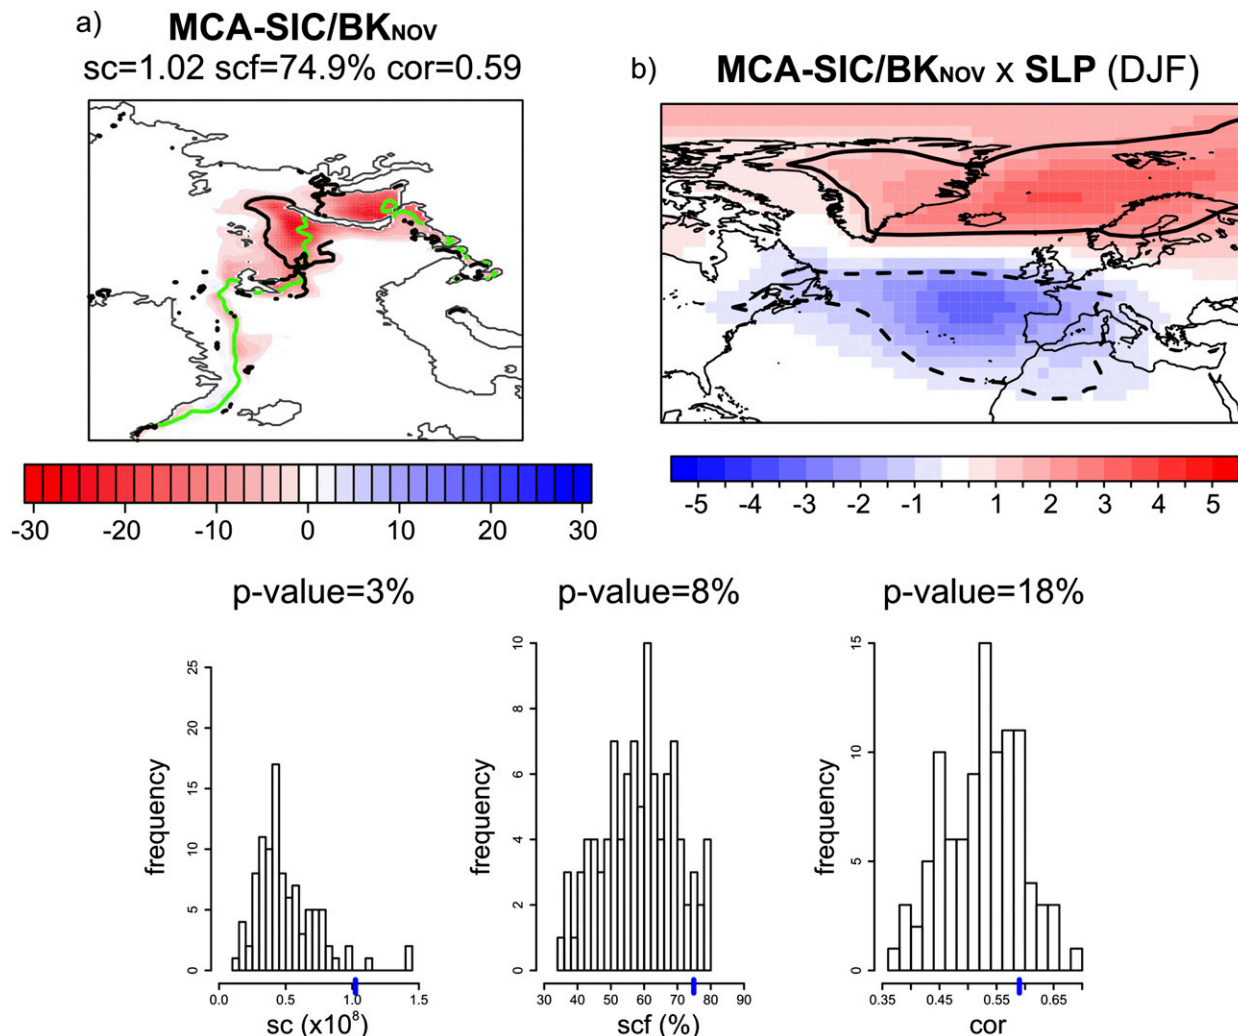 a) MCA-SIC/BKNOV
sc=1.02 scf=74.9% cor=0.59
b) MCA-SIC/BKNOV x SLP (DJF)
-30 -20 -10 0 10 20 30
-5 -4 -3 -2 -1 1 2 3 4 5
p-value=3% p-value=8% p-value=18%
frequency
0 5 10 15 20 25
0.0 0.5 1.0 1.5
sc (x10⁸)
frequency
0 2 4 6 8 10
30 40 50 60 70 80 90
scf (%)
frequency
0 5 10 15
0.35 0.45 0.55 0.65
cor